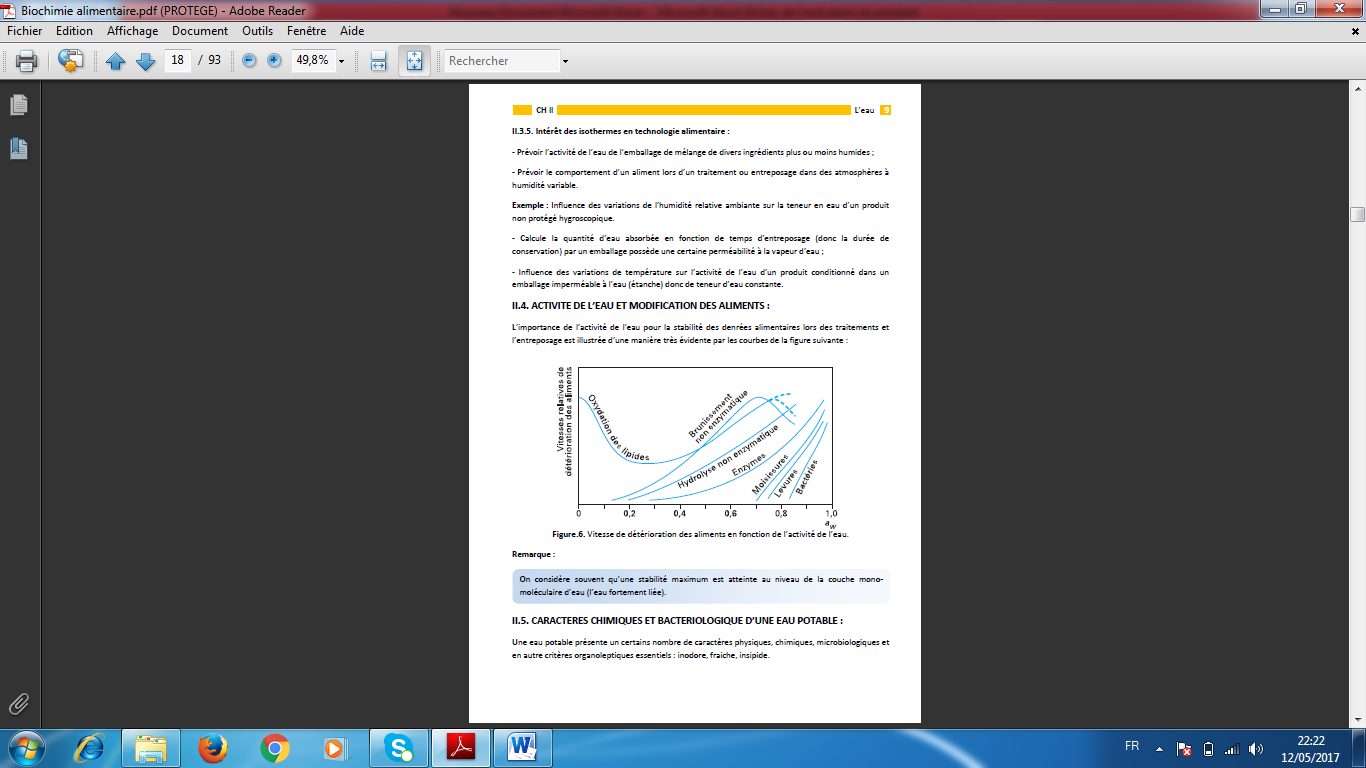 Biochimie alimentaire.pdf (PROTEGE) - Adobe Reader
Fichier Edition Affichage Document Outils Fenêtre Aide
18 / 93 49,8% Rechercher
CH II L'eau 9
II.3.5. Intérêt des isothermes en technologie alimentaire :
- Prévoir l'activité de l'eau de l'emballage de mélange de divers ingrédients plus ou moins humides ;
- Prévoir le comportement d'un aliment lors d'un traitement ou entreposage dans des atmosphères à
humidité variable.
Exemple : Influence des variations de l'humidité relative ambiante sur la teneur en eau d'un produit
non protégé hygroscopique.
- Calcule la quantité d'eau absorbée en fonction de temps d'entreposage (donc la durée de
conservation) par un emballage possède une certaine perméabilité à la vapeur d'eau ;
- Influence des variations de température sur l'activité de l'eau d'un produit conditionné dans un
emballage imperméable à l'eau (étanche) donc de teneur d'eau constante.
II.4. ACTIVITE DE L'EAU ET MODIFICATION DES ALIMENTS :
L'importance de l'activité de l'eau pour la stabilité des denrées alimentaires lors des traitements et
l'entreposage est illustrée d'une manière très évidente par les courbes de la figure suivante :
Vitesses relatives de
détérioration des aliments
Oxydation des lipides
Brunissement
non enzymatique
Hydrolyse non enzymatique
Enzymes
Moisissures
Levures
Bactéries
0 0,2 0,4 0,6 0,8 1,0
aw
Figure.6. Vitesse de détérioration des aliments en fonction de l'activité de l'eau.
Remarque :
On considère souvent qu'une stabilité maximum est atteinte au niveau de la couche mono-
moléculaire d'eau (l'eau fortement liée).
II.5. CARACTERES CHIMIQUES ET BACTERIOLOGIQUE D'UNE EAU POTABLE :
Une eau potable présente un certains nombre de caractères physiques, chimiques, microbiologiques et
en autre critères organoleptiques essentiels : inodore, fraiche, insipide.
FR
22:22
12/05/2017